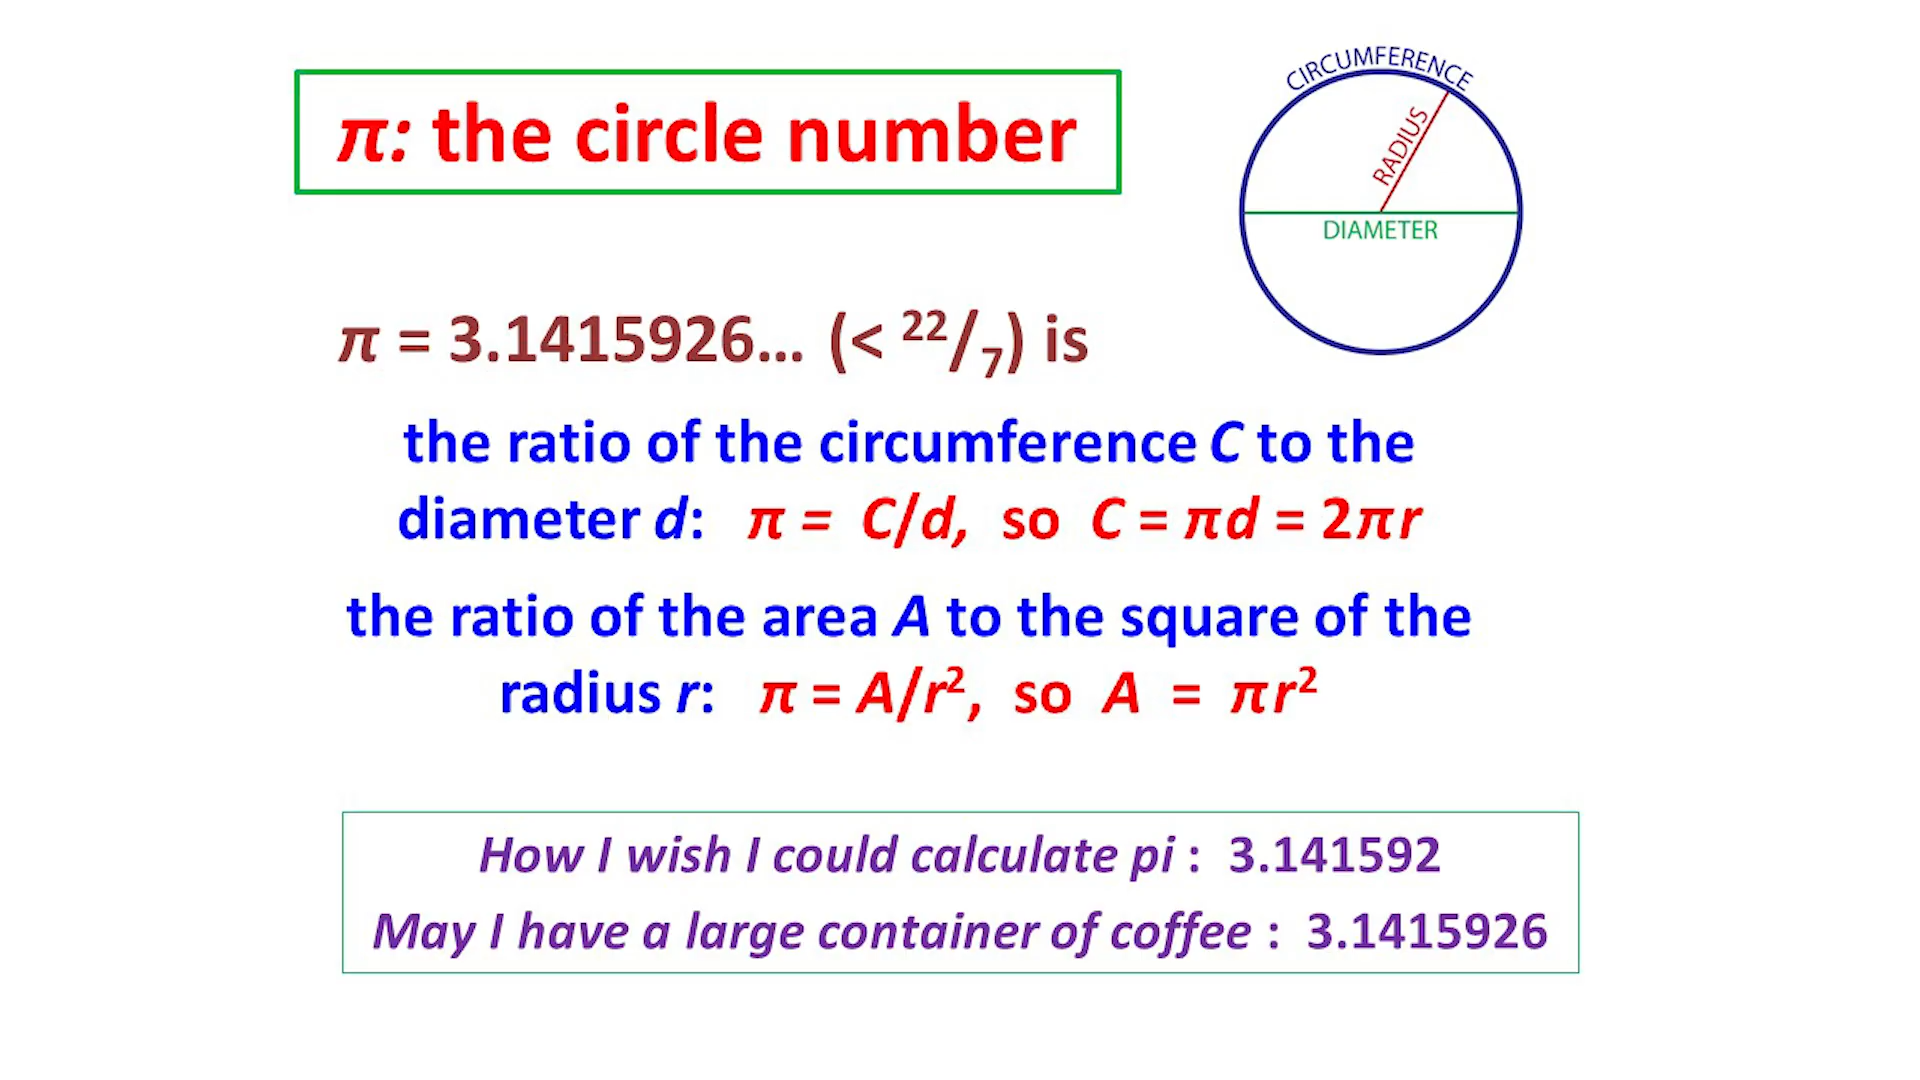 π: the circle number
CIRCUMFERENCE
RADIUS
DIAMETER
π = 3.1415926... (< ²²/₇) is
the ratio of the circumference C to the
diameter d: π = C/d, so C = πd = 2πr
the ratio of the area A to the square of the
radius r: π = A/r², so A = πr²
How I wish I could calculate pi : 3.141592
May I have a large container of coffee : 3.1415926